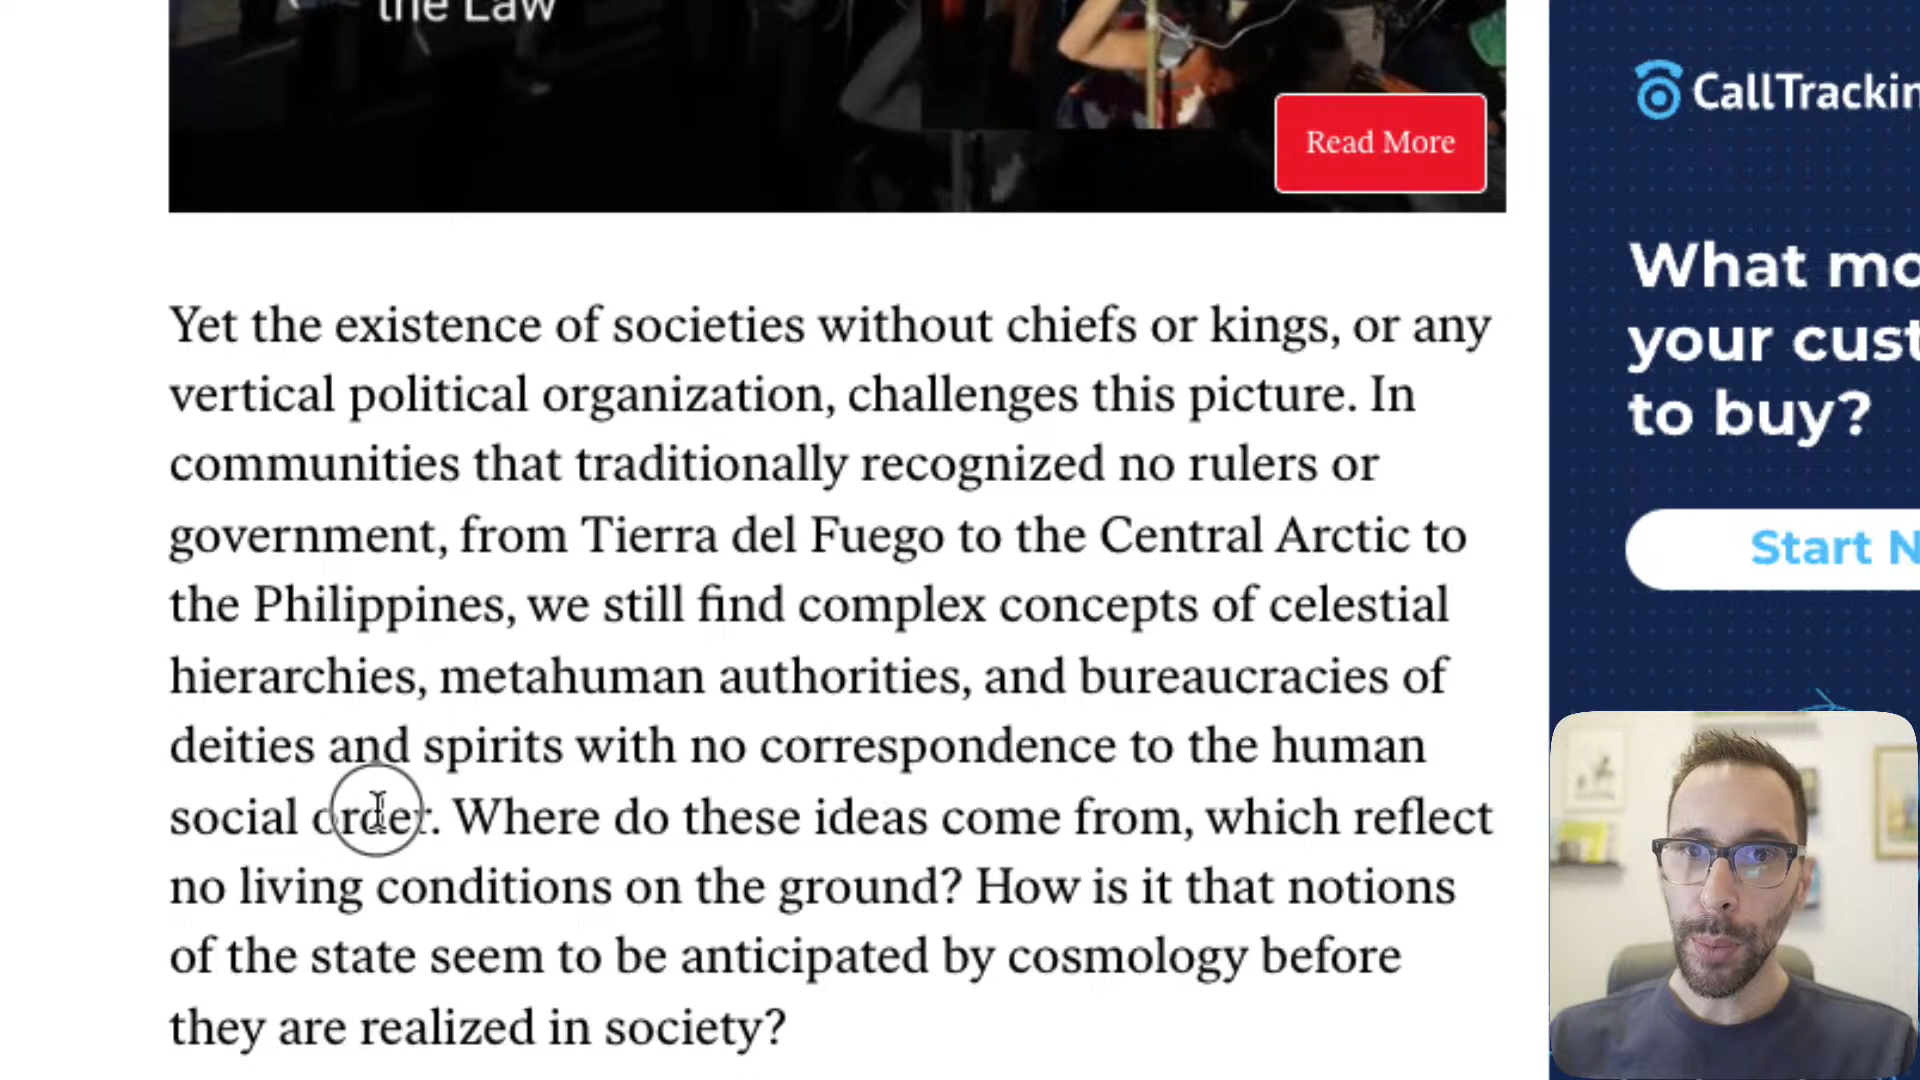 the Law
Read More
Yet the existence of societies without chiefs or kings, or any
vertical political organization, challenges this picture. In
communities that traditionally recognized no rulers or
government, from Tierra del Fuego to the Central Arctic to
the Philippines, we still find complex concepts of celestial
hierarchies, metahuman authorities, and bureaucracies of
deities and spirits with no correspondence to the human
social order. Where do these ideas come from, which reflect
no living conditions on the ground? How is it that notions
of the state seem to be anticipated by cosmology before
they are realized in society?
CallTrackin
What mo
your cust
to buy?
Start N